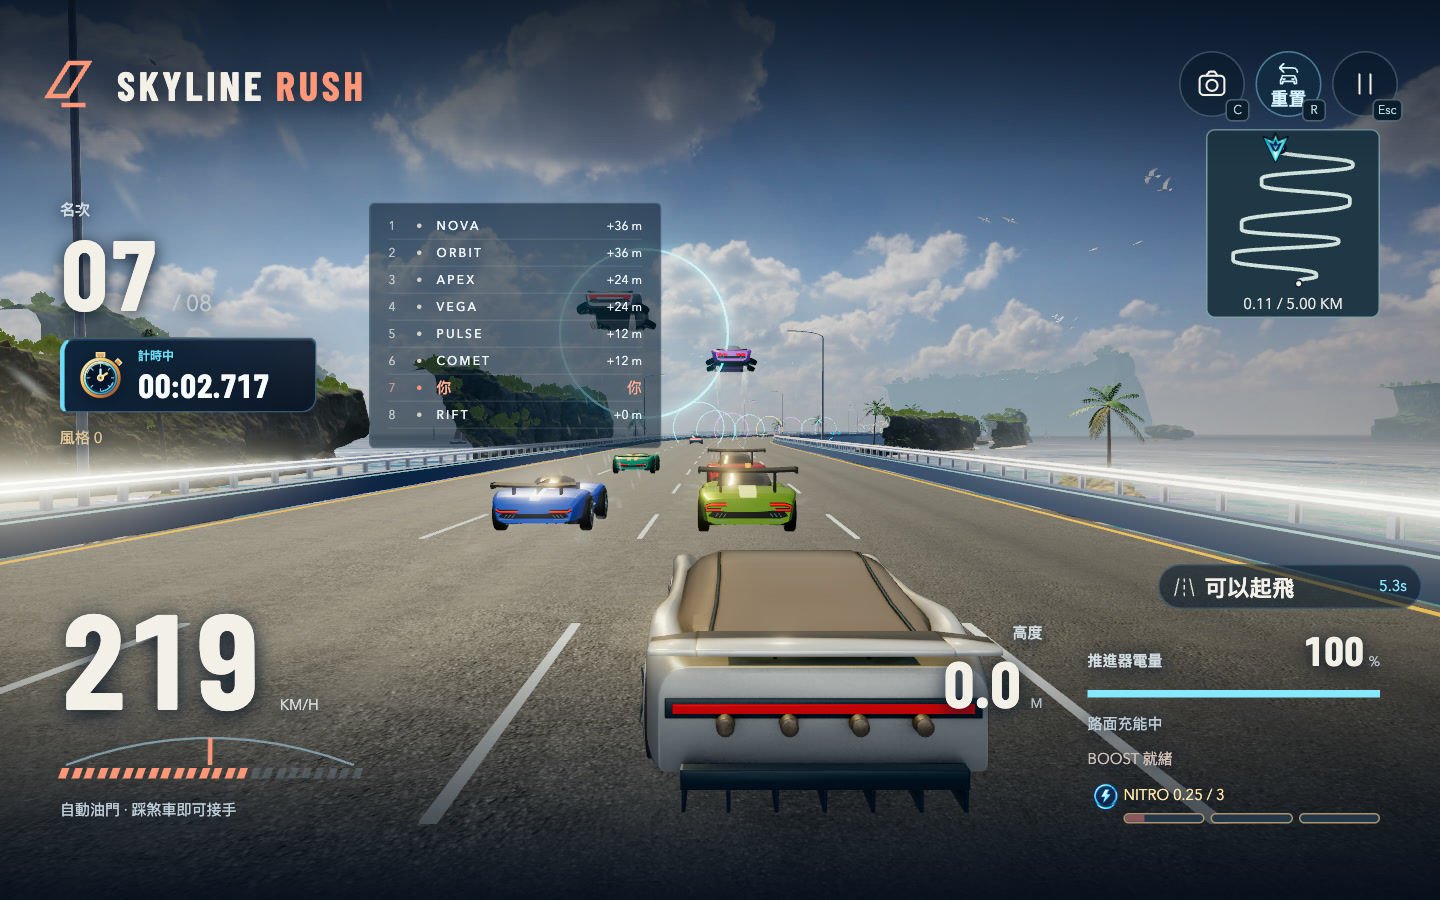 SKYLINE RUSH
重置
C
R
Esc
0.11 / 5.00 KM
名次
07 / 08
計時中
00:02.717
風格 0
1 • NOVA +36 m
2 • ORBIT +36 m
3 • APEX +24 m
4 • VEGA +24 m
5 • PULSE +12 m
6 • COMET +12 m
7 • 你 你
8 • RIFT +0 m
可以起飛 5.3s
高度
0.0 M
推進器電量 100 %
路面充能中
BOOST 就緒
NITRO 0.25 / 3
219 KM/H
自動油門 · 踩煞車即可接手